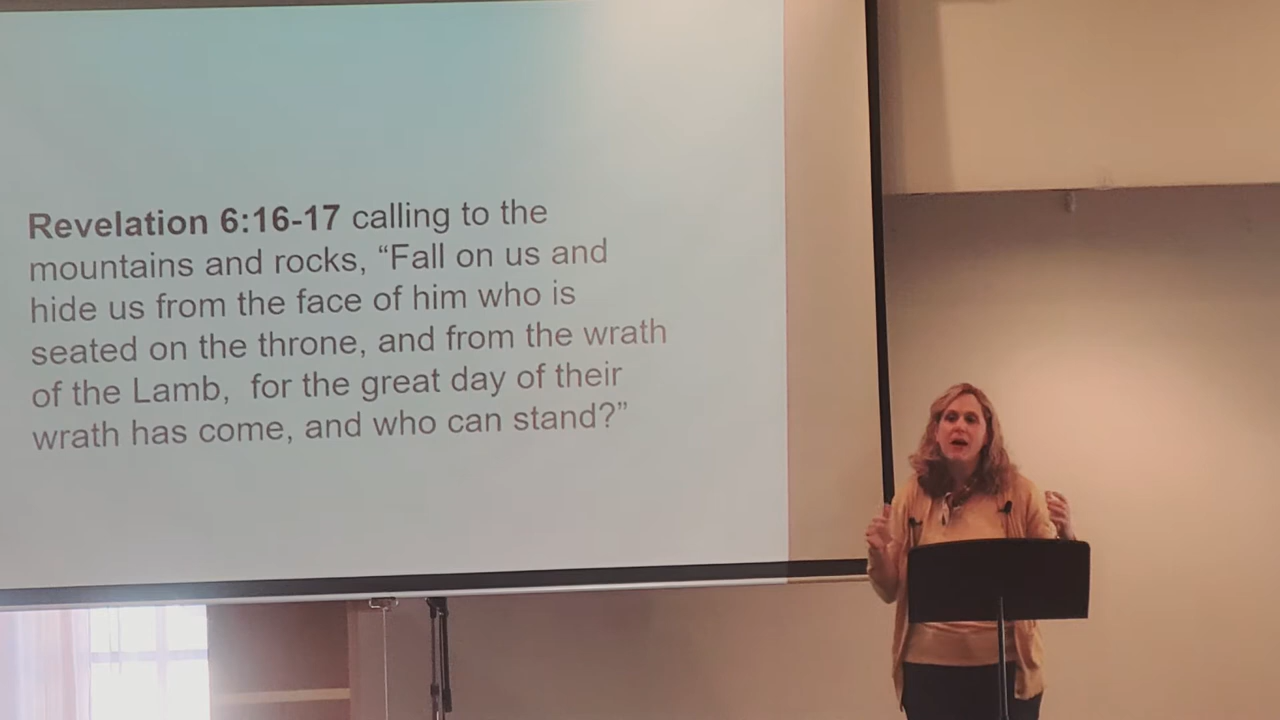 Revelation 6:16-17 calling to the
mountains and rocks, “Fall on us and
hide us from the face of him who is
seated on the throne, and from the wrath
of the Lamb,  for the great day of their
wrath has come, and who can stand?”